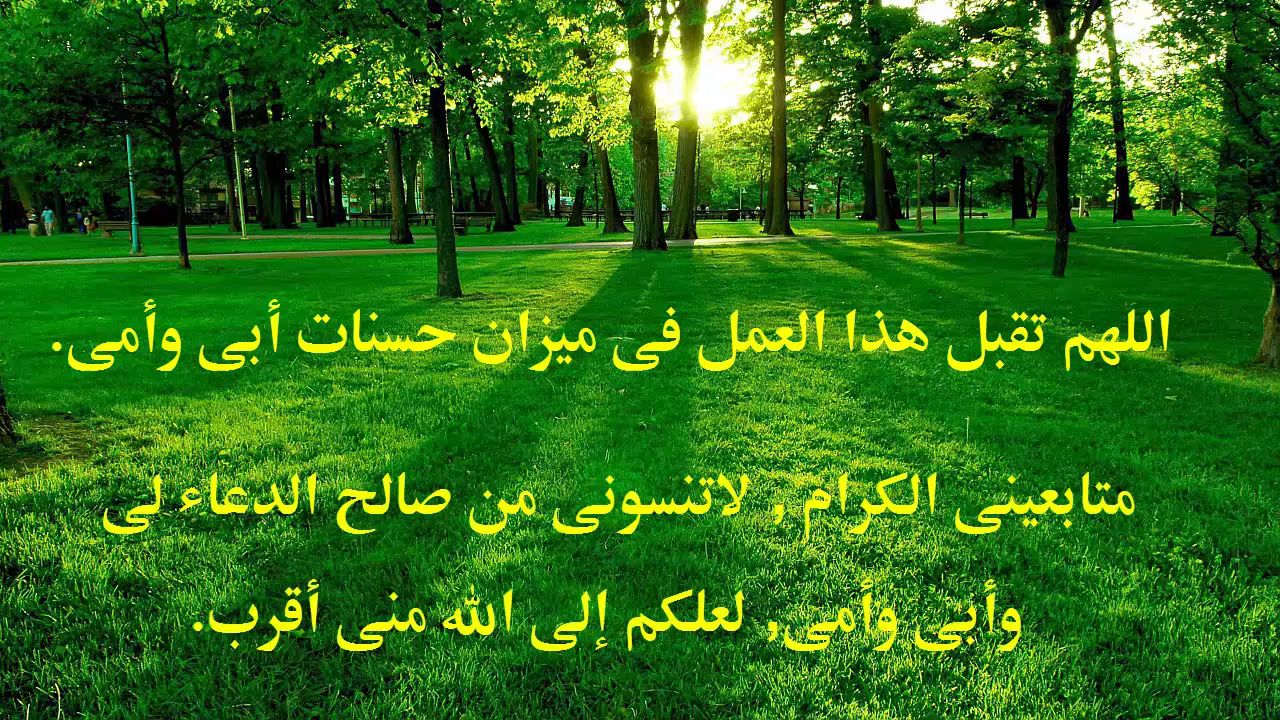 اللهم تقبل هذا العمل فى ميزان حسنات أبى وأمى.
متابعينى الكرام, لاتنسونى من صالح الدعاء لى
وأبى وأمى, لعلكم إلى الله منى أقرب.